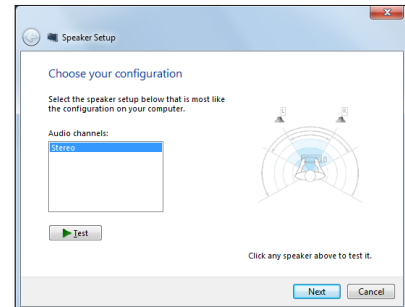 Speaker Setup
Choose your configuration
Select the speaker setup below that is most like
the configuration on your computer.
Audio channels:
Stereo
L
R
Test
Click any speaker above to test it.
Next
Cancel